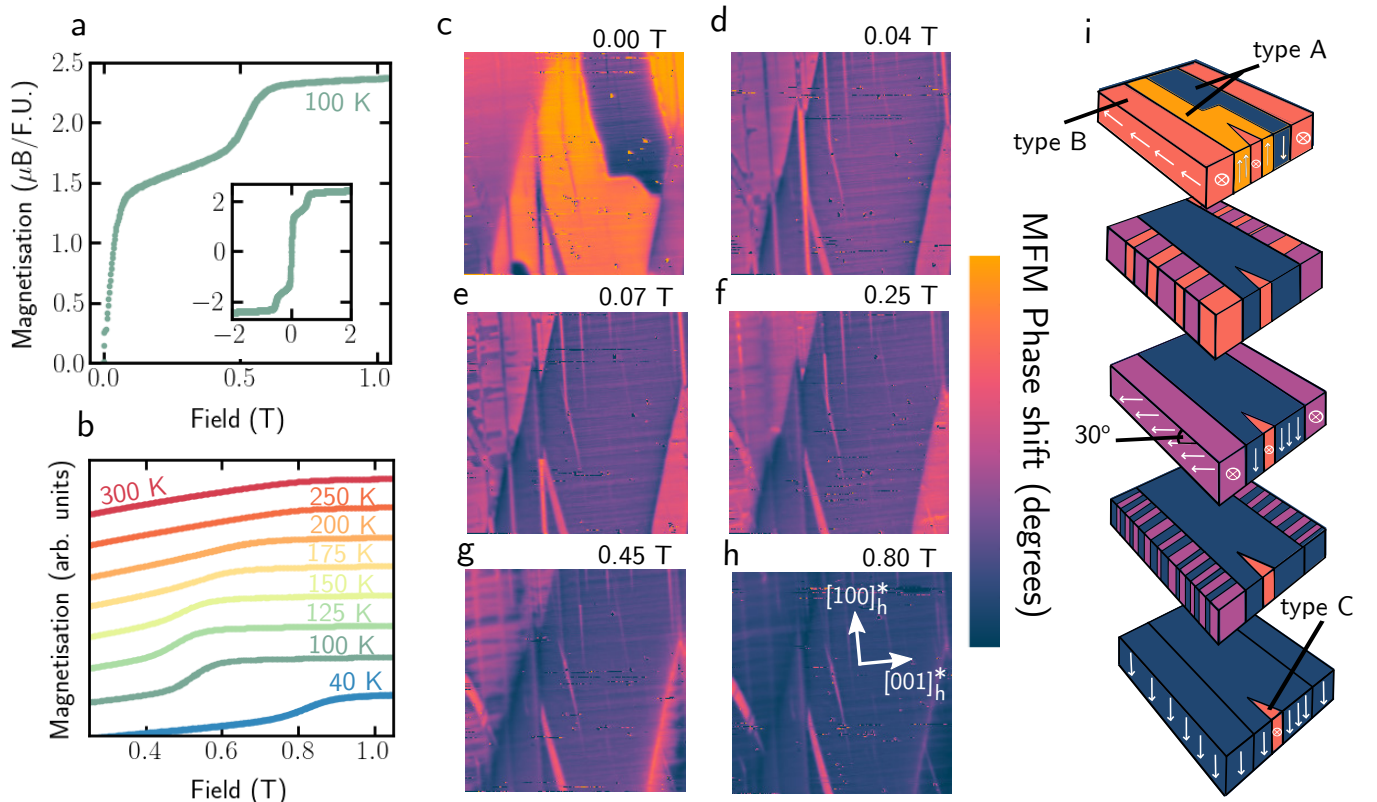 a
2.5
2.0
1.5
1.0
0.5
0.0
Magnetisation (μB/F.U.)
100 K
2
0
−2
−2 0 2
0.0 0.5 1.0
Field (T)
b
Magnetisation (arb. units)
300 K
250 K
200 K
175 K
150 K
125 K
100 K
40 K
0.4 0.6 0.8 1.0
Field (T)
c
0.00 T
d
0.04 T
e
0.07 T
f
0.25 T
g
0.45 T
h
0.80 T
[100]*h
[001]*h
MFM Phase shift (degrees)
i
type A
type B
30º
type C